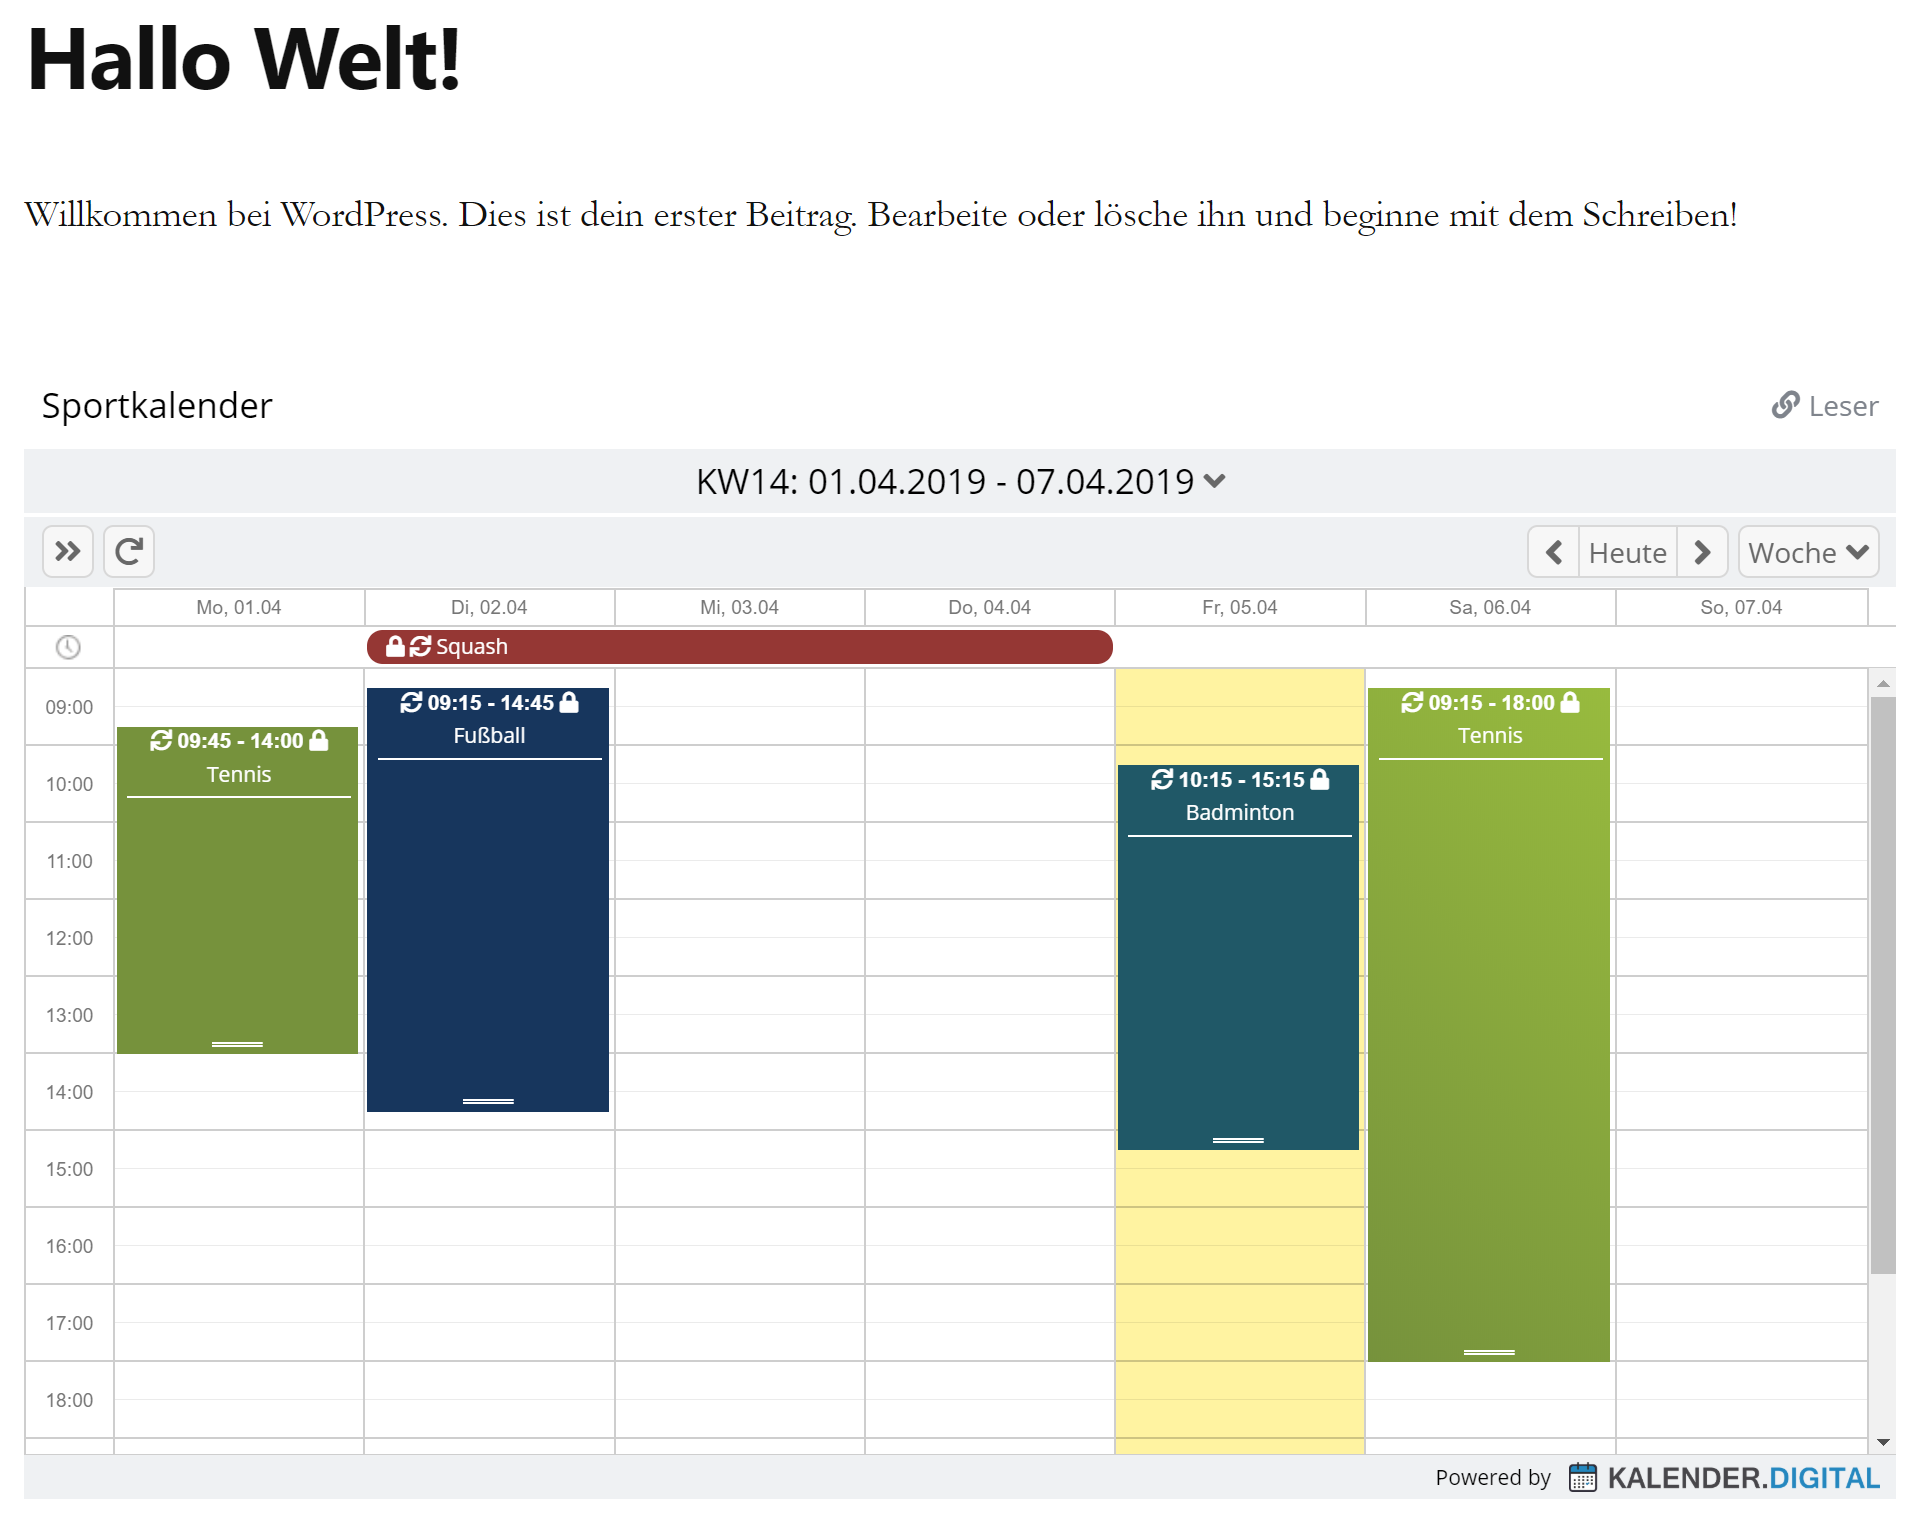 Hallo Welt!
Willkommen bei WordPress. Dies ist dein erster Beitrag. Bearbeite oder lösche ihn und beginne mit dem Schreiben!
Sportkalender
Leser
KW14: 01.04.2019 - 07.04.2019
Heute
Woche
Mo, 01.04
Di, 02.04
Mi, 03.04
Do, 04.04
Fr, 05.04
Sa, 06.04
So, 07.04
Squash
09:00
10:00
11:00
12:00
13:00
14:00
15:00
16:00
17:00
18:00
09:45 - 14:00
Tennis
09:15 - 14:45
Fußball
10:15 - 15:15
Badminton
09:15 - 18:00
Tennis
Powered by KALENDER.DIGITAL